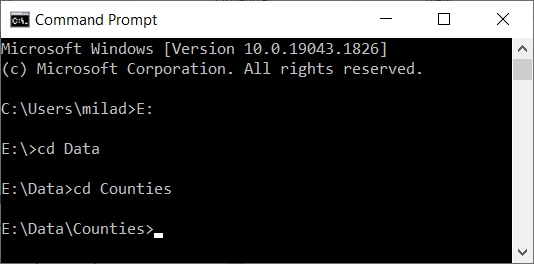 Command Prompt
Microsoft Windows [Version 10.0.19043.1826]
(c) Microsoft Corporation. All rights reserved.
C:\Users\milad>E:
E:\>cd Data
E:\Data>cd Counties
E:\Data\Counties>